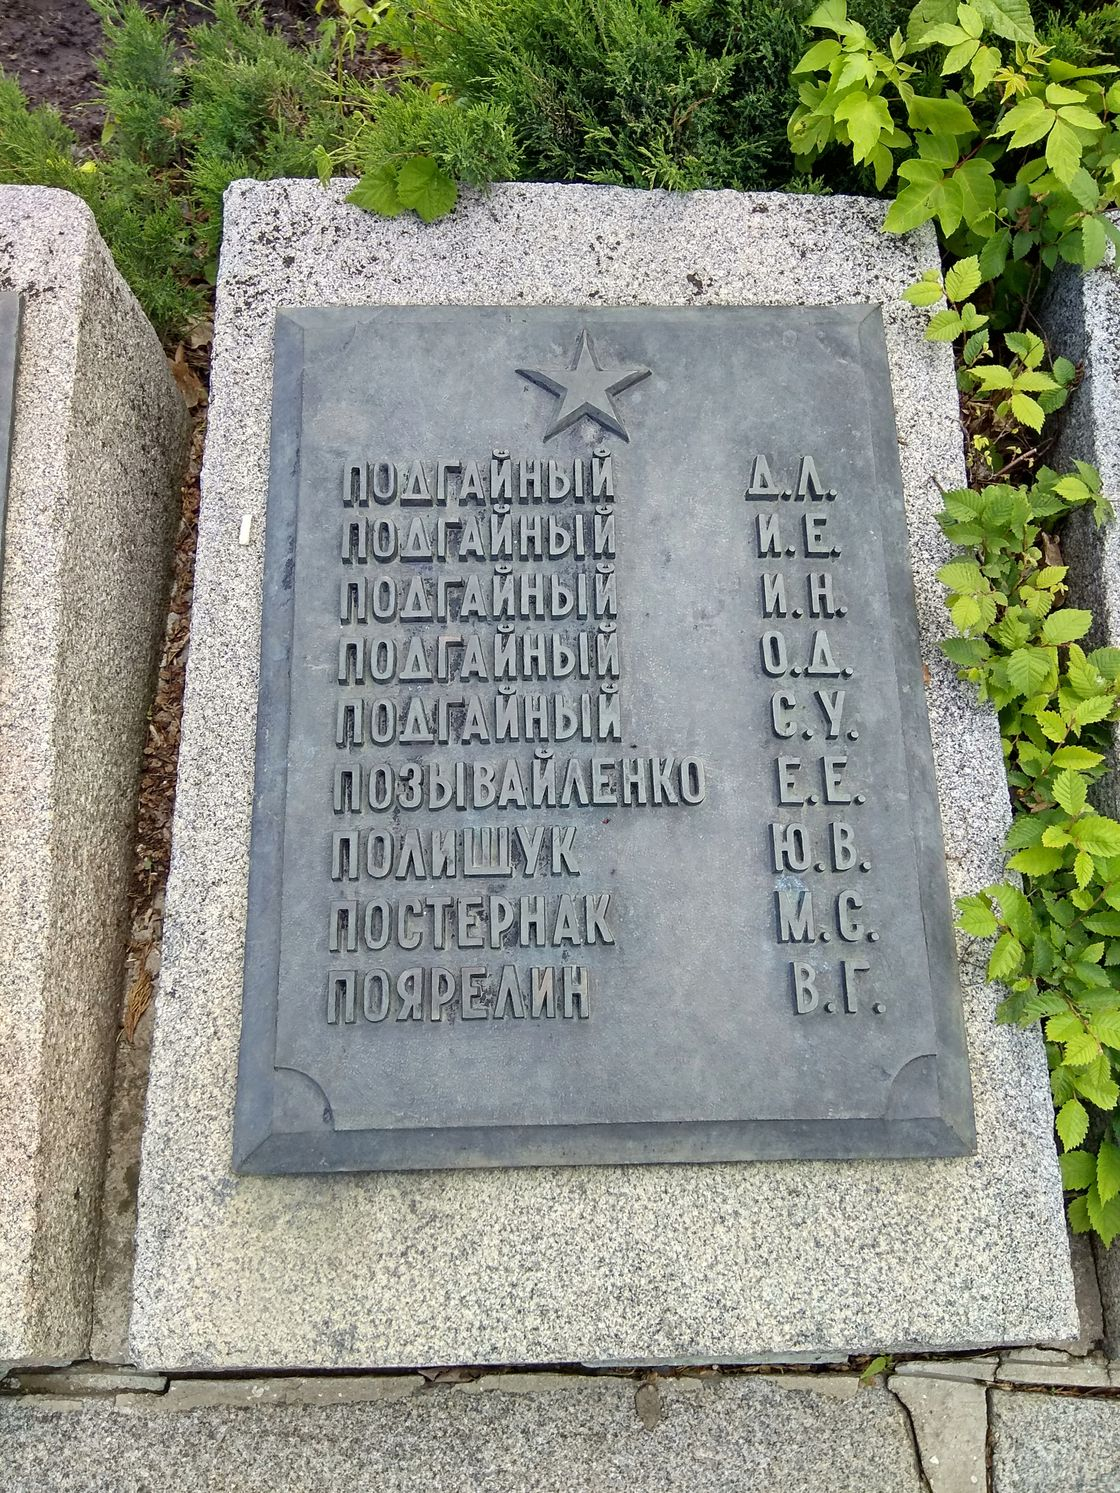 ПОДГАЙНЫЙ Д.Л.
ПОДГАЙНЫЙ И.Е.
ПОДГАЙНЫЙ И.Н.
ПОДГАЙНЫЙ О.Д.
ПОДГАЙНЫЙ С.У.
ПОЗЫВАЙЛЕНКО Е.Е.
ПОЛИЩУК Ю.В.
ПОСТЕРНАК М.С.
ПОЯРЕЛИН В.Г.